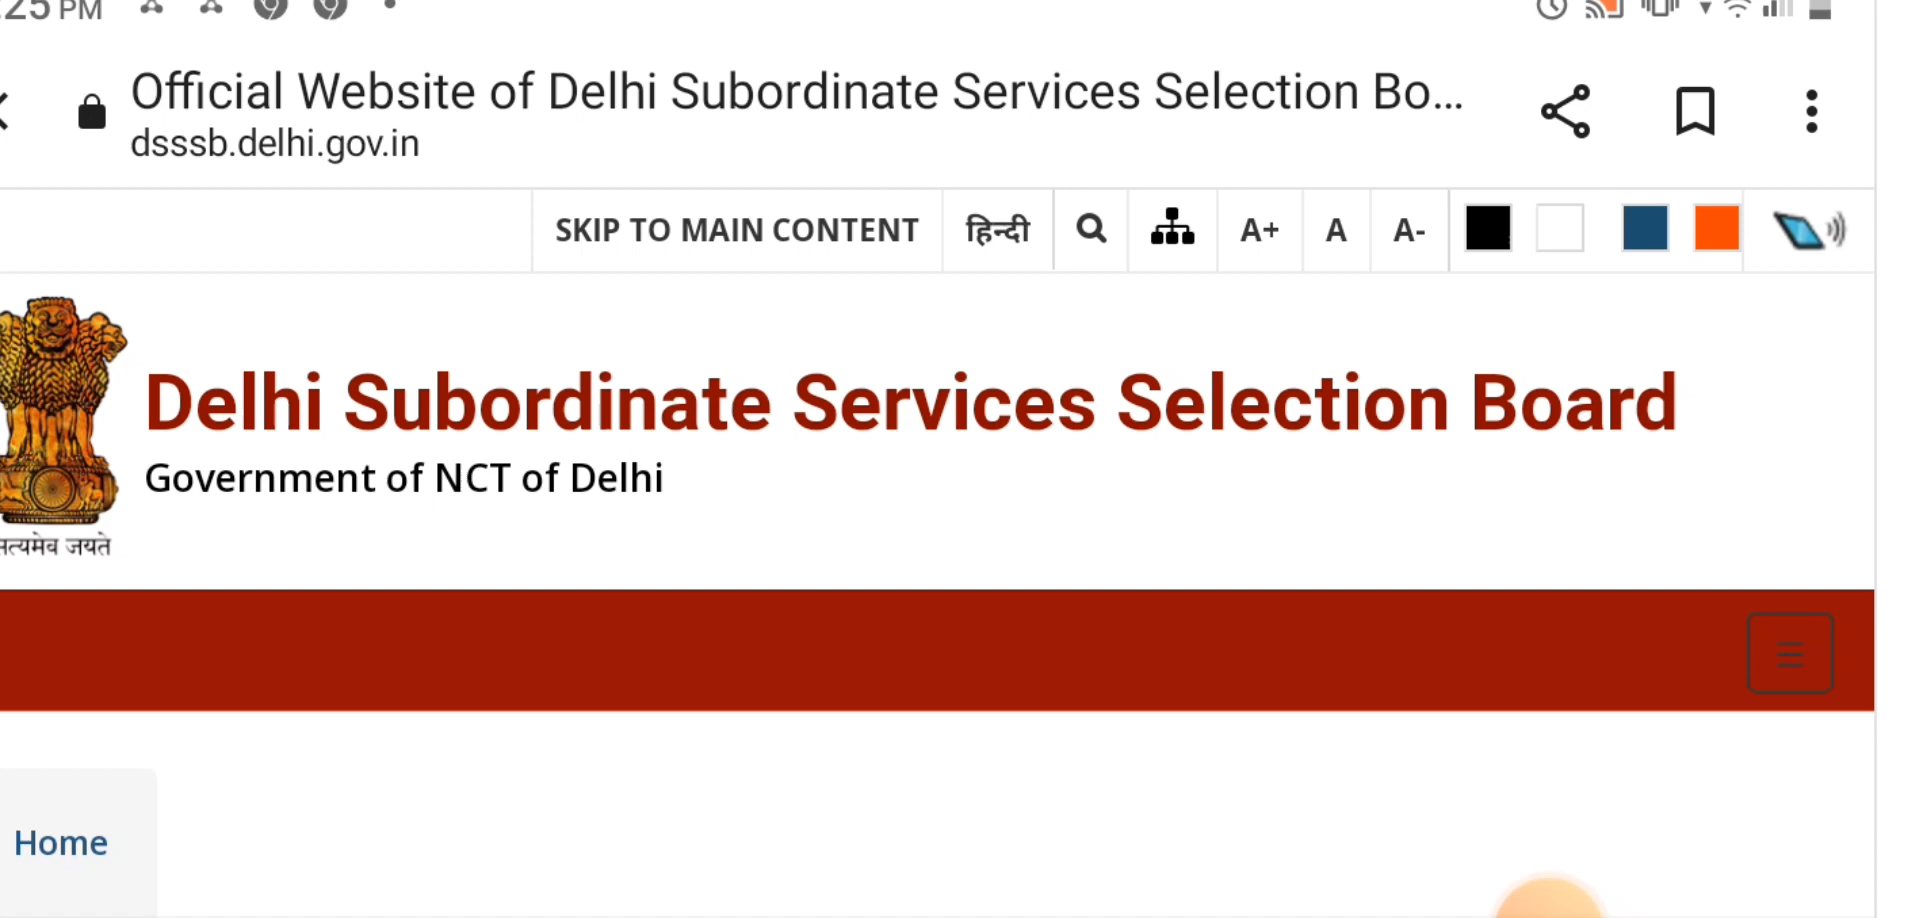 :25 PM
Official Website of Delhi Subordinate Services Selection Bo...
dsssb.delhi.gov.in
SKIP TO MAIN CONTENT हिन्दी A+ A A-
Delhi Subordinate Services Selection Board
Government of NCT of Delhi
सत्यमेव जयते
Home